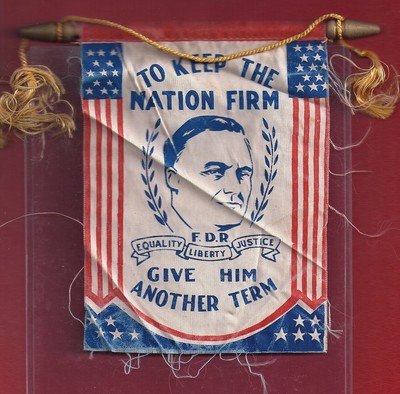 TO KEEP THE
NATION FIRM
F.D.R
EQUALITY LIBERTY JUSTICE
GIVE HIM
ANOTHER TERM